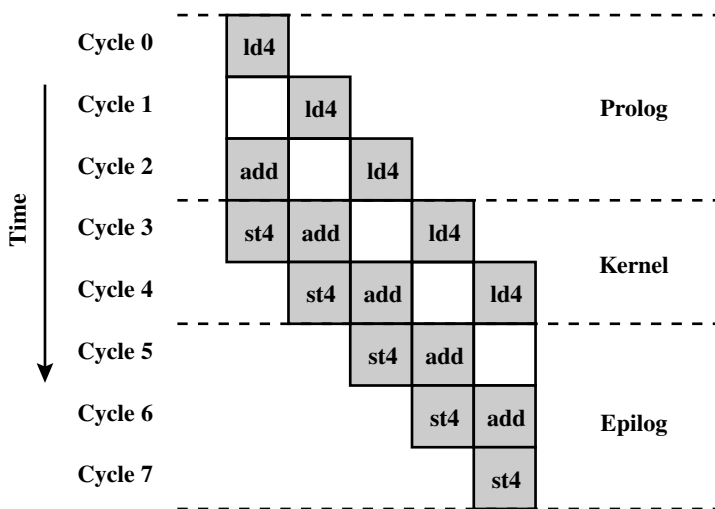 Cycle 0 ld4
Cycle 1 ld4 Prolog
Cycle 2 add ld4
Cycle 3 st4 add ld4
Kernel
Cycle 4 st4 add ld4
Cycle 5 st4 add
Cycle 6 st4 add Epilog
Cycle 7 st4
Time